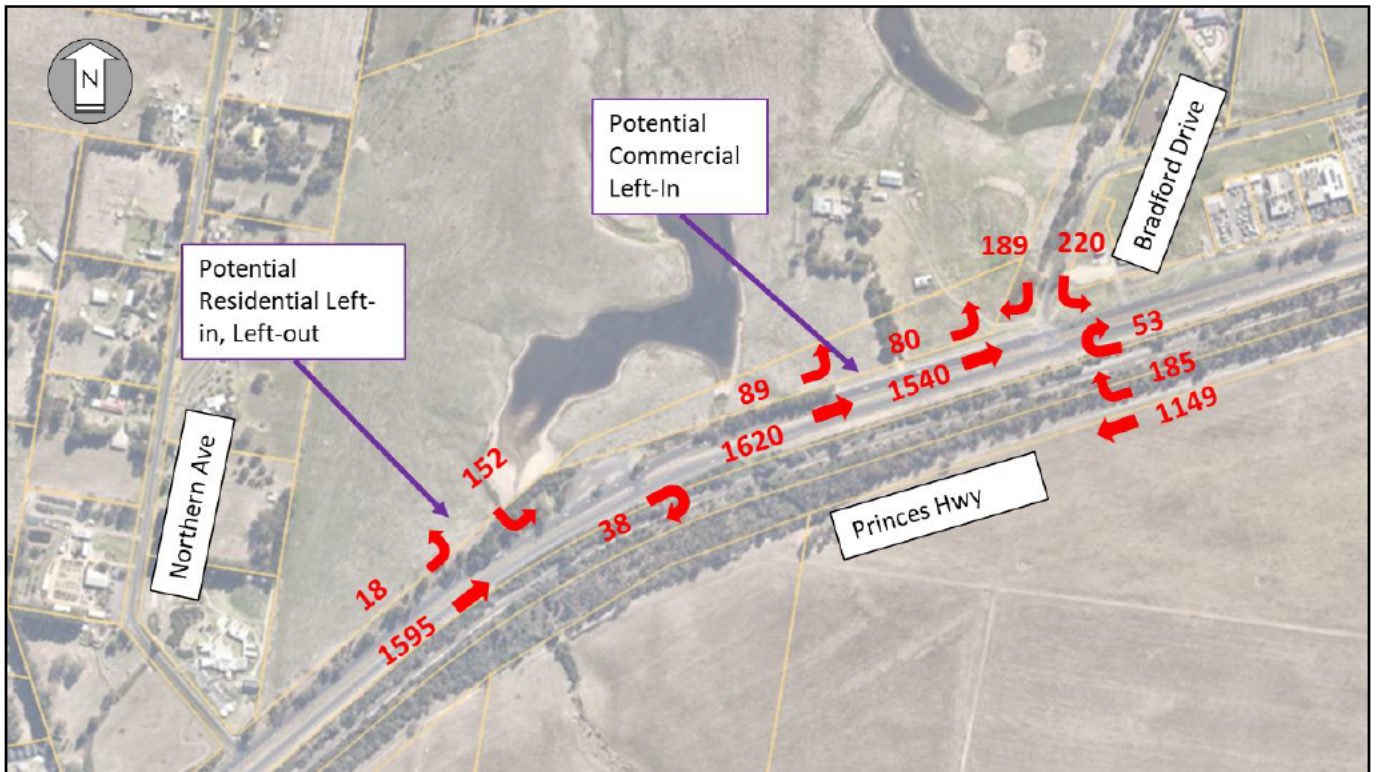 N
Potential
Commercial
Left-In
Bradford Drive
189
220
Potential
Residential Left-
in, Left-out
80
53
89
1540
185
1149
1620
152
Northern Ave
38
Princes Hwy
18
1595